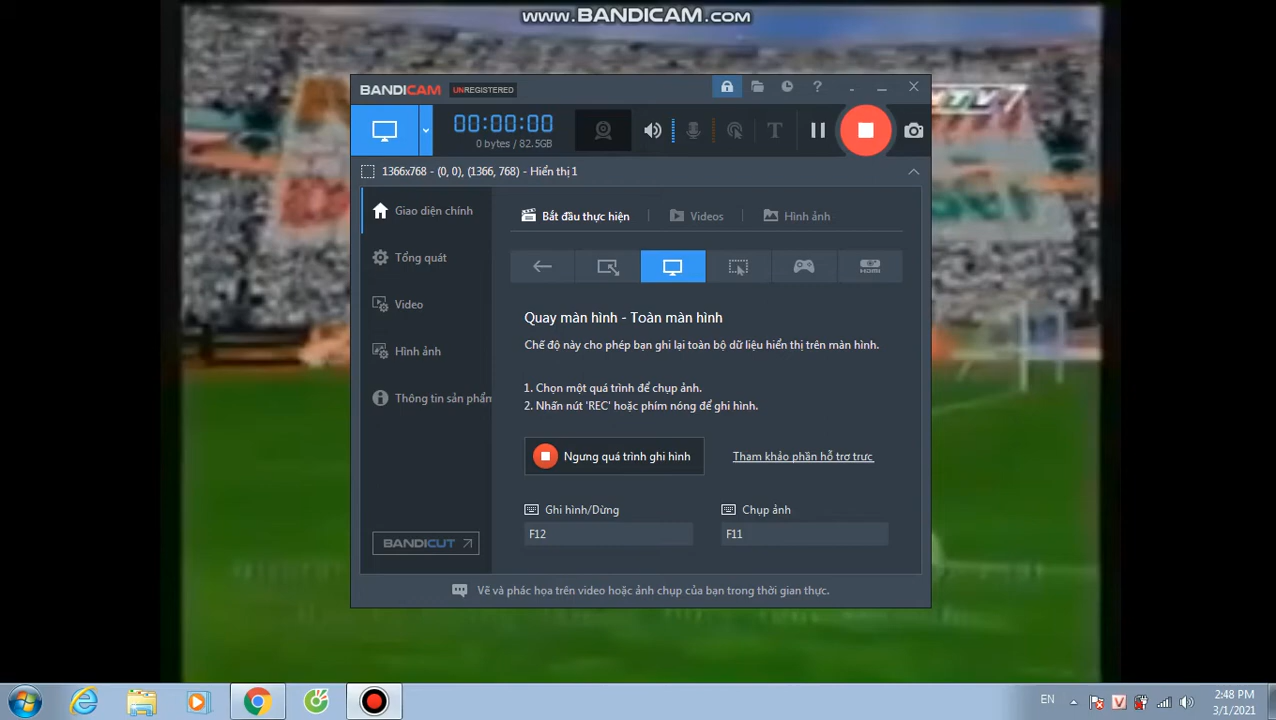 www.BANDICAM.com
BANDICAM UNREGISTERED
00:00:00
0 bytes / 82.5GB
T
1366x768 - (0, 0), (1366, 768) - Hiển thị 1
Giao diện chính
Tổng quát
Video
Hình ảnh
Thông tin sản phẩm
BANDICUT
Bắt đầu thực hiện
Videos
Hình ảnh
HDMI
Quay màn hình - Toàn màn hình
Chế độ này cho phép bạn ghi lại toàn bộ dữ liệu hiển thị trên màn hình.
1. Chọn một quá trình để chụp ảnh.
2. Nhấn nút 'REC' hoặc phím nóng để ghi hình.
Ngưng quá trình ghi hình
Tham khảo phần hỗ trợ trực
Ghi hình/Dừng
Chụp ảnh
F12
F11
Vẽ và phác họa trên video hoặc ảnh chụp của bạn trong thời gian thực.
EN
V
2:48 PM
3/1/2021